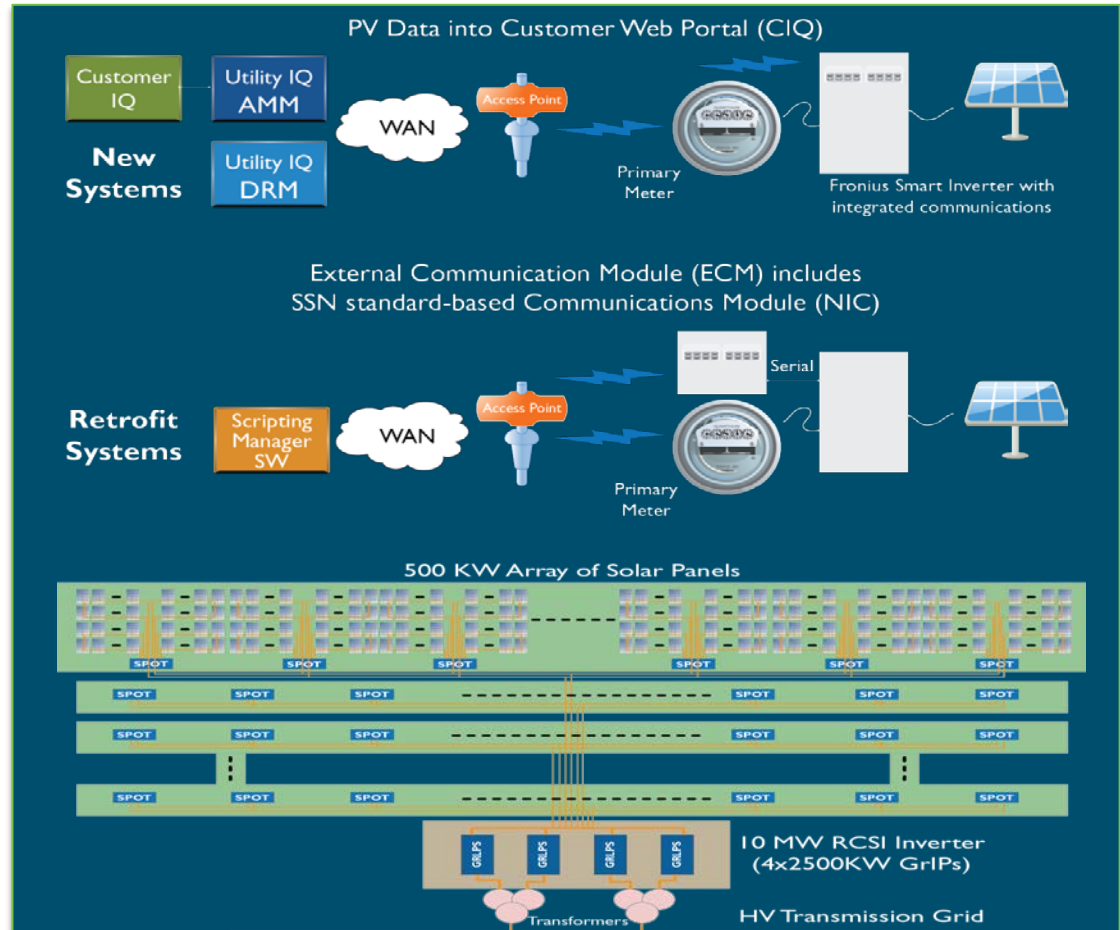 PV Data into Customer Web Portal (CIQ)
Customer
IQ
Utility IQ
AMM
WAN
Access Point
New
Systems
Utility IQ
DRM
Primary
Meter
Fronius Smart Inverter with
integrated communications
External Communication Module (ECM) includes
SSN standard-based Communications Module (NIC)
Serial
Retrofit
Systems
Scripting
Manager
SW
WAN
Access Point
Primary
Meter
500 KW Array of Solar Panels
SPOT SPOT SPOT SPOT SPOT SPOT
SPOT SPOT SPOT SPOT SPOT SPOT
SPOT SPOT SPOT SPOT SPOT SPOT
SPOT SPOT SPOT SPOT SPOT SPOT
GRLPS GRLPS GRLPS GRLPS
10 MW RCSI Inverter
(4x2500KW GrIPs)
Transformers
HV Transmission Grid